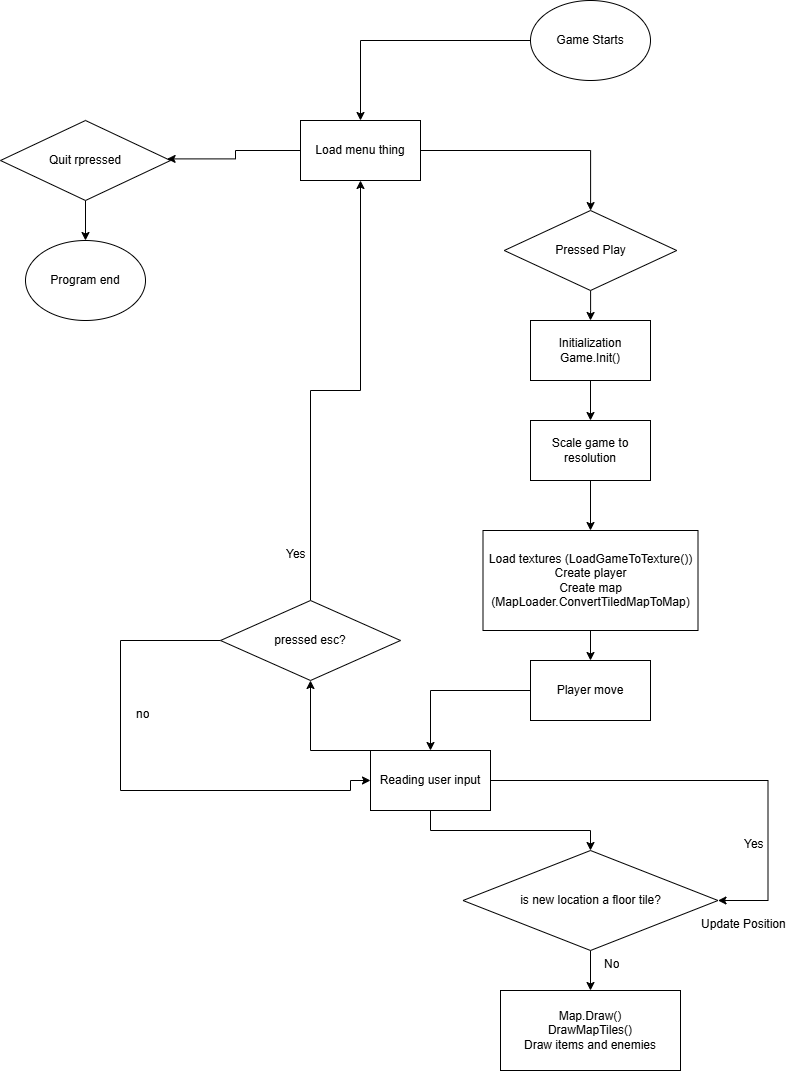 Game Starts
Load menu thing
Quit rpressed
Program end
Pressed Play
Initialization
Game.Init()
Scale game to
resolution
Load textures (LoadGameToTexture())
Create player
Create map
(MapLoader.ConvertTiledMapToMap)
Yes
pressed esc?
Player move
no
Reading user input
Yes
is new location a floor tile?
Update Position
No
Map.Draw()
DrawMapTiles()
Draw items and enemies